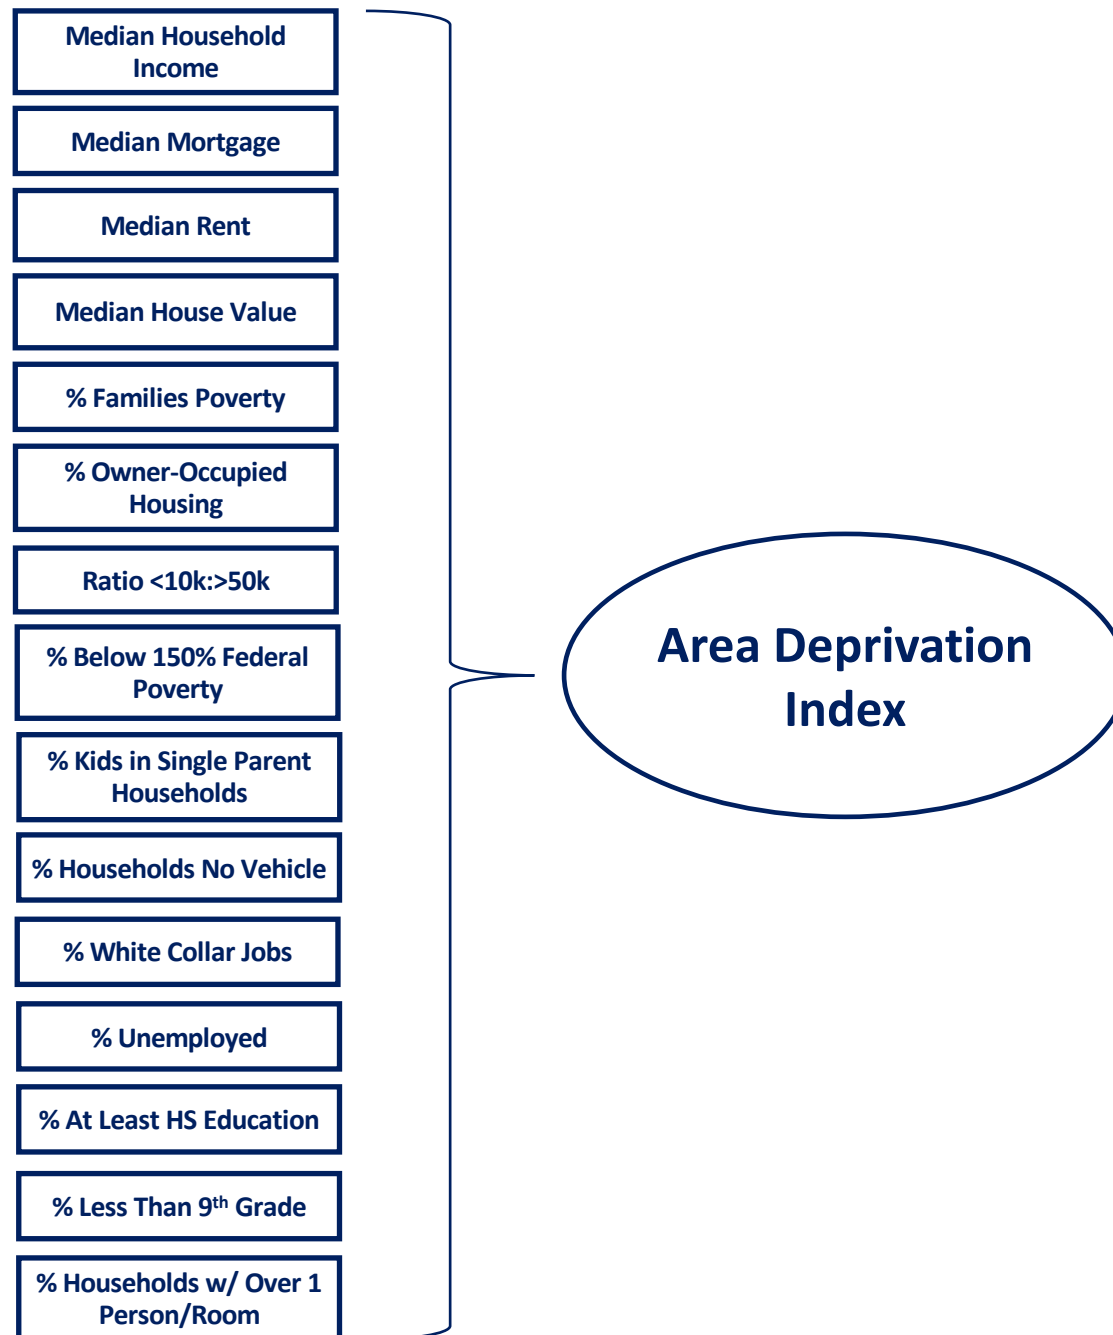 Median Household
Income
Median Mortgage
Median Rent
Median House Value
% Families Poverty
% Owner-Occupied
Housing
Ratio <10k:>50k
% Below 150% Federal
Poverty
% Kids in Single Parent
Households
% Households No Vehicle
% White Collar Jobs
% Unemployed
% At Least HS Education
% Less Than 9th Grade
% Households w/ Over 1
Person/Room
Area Deprivation
Index